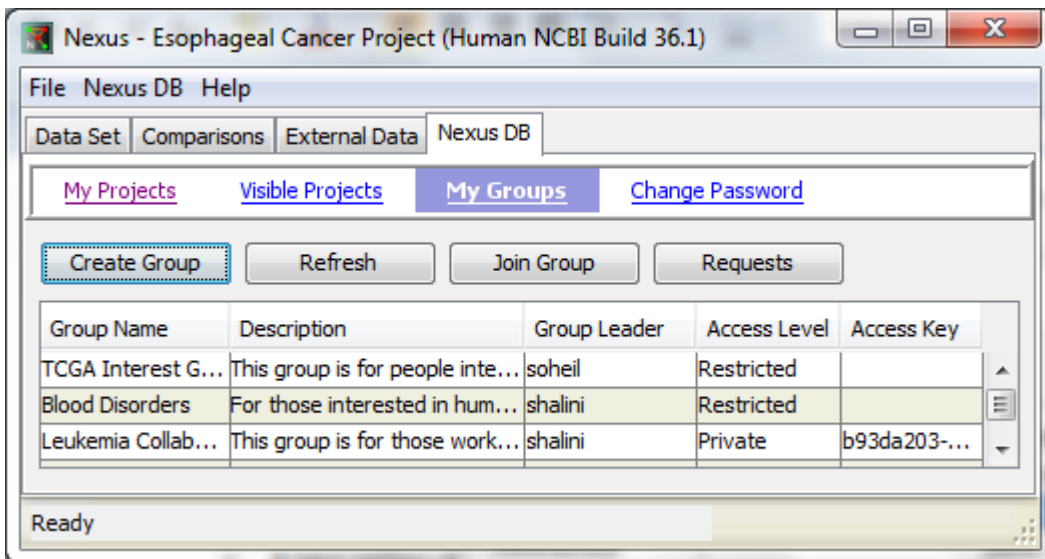 Nexus - Esophageal Cancer Project (Human NCBI Build 36.1)
File Nexus DB Help
Data Set Comparisons External Data Nexus DB
My Projects Visible Projects My Groups Change Password
Create Group Refresh Join Group Requests
Group Name Description Group Leader Access Level Access Key
TCGA Interest G... This group is for people inte... soheil Restricted
Blood Disorders For those interested in hum... shalini Restricted
Leukemia Collab... This group is for those work... shalini Private b93da203-...
Ready